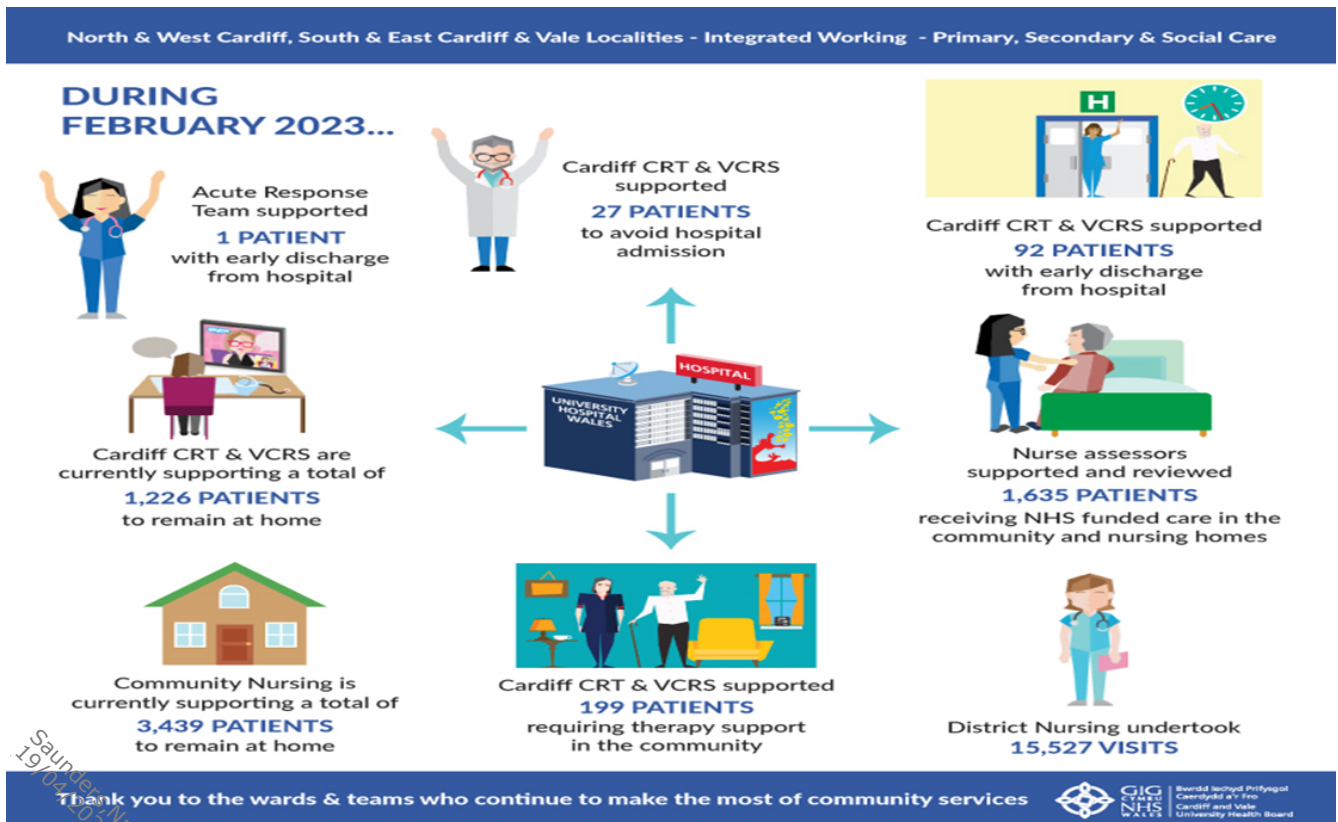 North & West Cardiff, South & East Cardiff & Vale Localities - Integrated Working - Primary, Secondary & Social Care
DURING
FEBRUARY 2023...
Acute Response
Team supported
1 PATIENT
with early discharge
from hospital
Cardiff CRT & VCRS
supported
27 PATIENTS
to avoid hospital
admission
H
Cardiff CRT & VCRS supported
92 PATIENTS
with early discharge
from hospital
HOSPITAL
UNIVERSITY
HOSPITAL
WALES
Cardiff CRT & VCRS are
currently supporting a total of
1,226 PATIENTS
to remain at home
Nurse assessors
supported and reviewed
1,635 PATIENTS
receiving NHS funded care in the
community and nursing homes
Community Nursing is
currently supporting a total of
3,439 PATIENTS
to remain at home
Cardiff CRT & VCRS supported
199 PATIENTS
requiring therapy support
in the community
District Nursing undertook
15,527 VISITS
Thank you to the wards & teams who continue to make the most of community services
GIG
CYMRU
NHS
WALES
Bwrdd Iechyd Prifysgol
Caerdydd a'r Fro
Cardiff and Vale
University Health Board